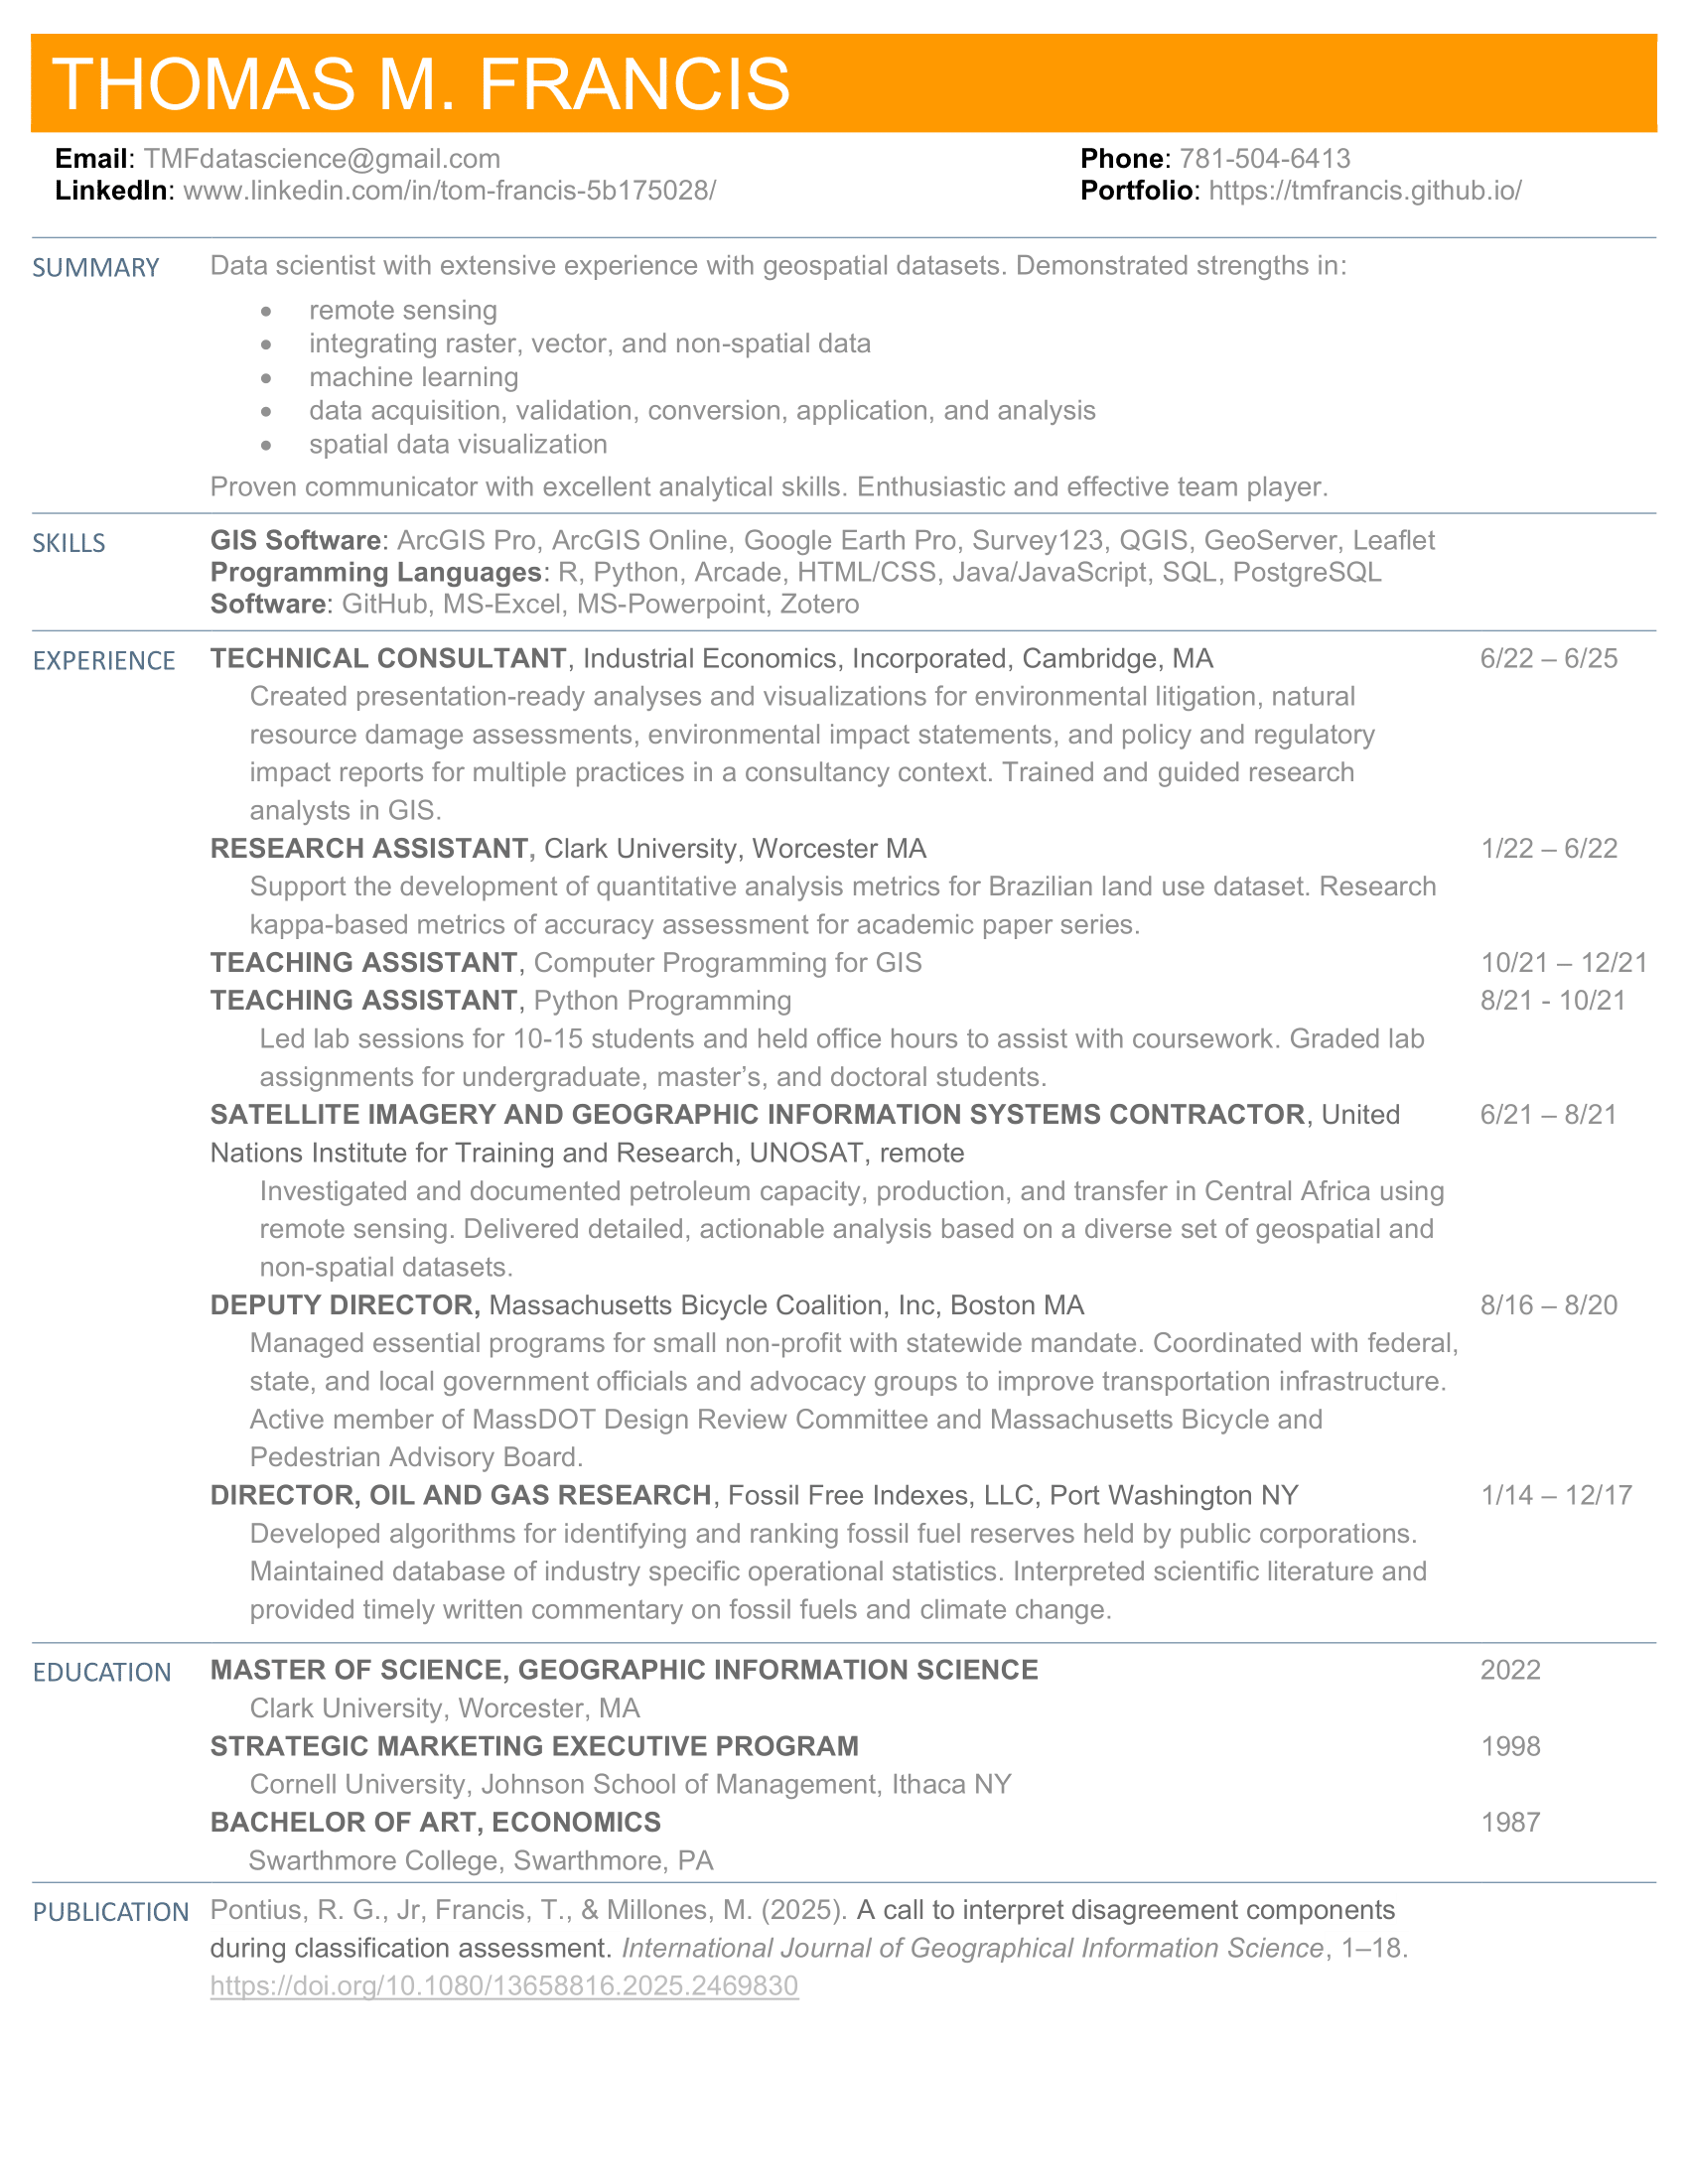 THOMAS M. FRANCIS
Email: TMFdatascience@gmail.com Phone: 781-504-6413
LinkedIn: www.linkedin.com/in/tom-francis-5b175028/ Portfolio: https://tmfrancis.github.io/
SUMMARY Data scientist with extensive experience with geospatial datasets. Demonstrated strengths in:
• remote sensing
• integrating raster, vector, and non-spatial data
• machine learning
• data acquisition, validation, conversion, application, and analysis
• spatial data visualization
Proven communicator with excellent analytical skills. Enthusiastic and effective team player.
SKILLS GIS Software: ArcGIS Pro, ArcGIS Online, Google Earth Pro, Survey123, QGIS, GeoServer, Leaflet
Programming Languages: R, Python, Arcade, HTML/CSS, Java/JavaScript, SQL, PostgreSQL
Software: GitHub, MS-Excel, MS-Powerpoint, Zotero
EXPERIENCE TECHNICAL CONSULTANT, Industrial Economics, Incorporated, Cambridge, MA 6/22 – 6/25
Created presentation-ready analyses and visualizations for environmental litigation, natural
resource damage assessments, environmental impact statements, and policy and regulatory
impact reports for multiple practices in a consultancy context. Trained and guided research
analysts in GIS.
RESEARCH ASSISTANT, Clark University, Worcester MA 1/22 – 6/22
Support the development of quantitative analysis metrics for Brazilian land use dataset. Research
kappa-based metrics of accuracy assessment for academic paper series.
TEACHING ASSISTANT, Computer Programming for GIS 10/21 – 12/21
TEACHING ASSISTANT, Python Programming 8/21 - 10/21
Led lab sessions for 10-15 students and held office hours to assist with coursework. Graded lab
assignments for undergraduate, master’s, and doctoral students.
SATELLITE IMAGERY AND GEOGRAPHIC INFORMATION SYSTEMS CONTRACTOR, United 6/21 – 8/21
Nations Institute for Training and Research, UNOSAT, remote
Investigated and documented petroleum capacity, production, and transfer in Central Africa using
remote sensing. Delivered detailed, actionable analysis based on a diverse set of geospatial and
non-spatial datasets.
DEPUTY DIRECTOR, Massachusetts Bicycle Coalition, Inc, Boston MA 8/16 – 8/20
Managed essential programs for small non-profit with statewide mandate. Coordinated with federal,
state, and local government officials and advocacy groups to improve transportation infrastructure.
Active member of MassDOT Design Review Committee and Massachusetts Bicycle and
Pedestrian Advisory Board.
DIRECTOR, OIL AND GAS RESEARCH, Fossil Free Indexes, LLC, Port Washington NY 1/14 – 12/17
Developed algorithms for identifying and ranking fossil fuel reserves held by public corporations.
Maintained database of industry specific operational statistics. Interpreted scientific literature and
provided timely written commentary on fossil fuels and climate change.
EDUCATION MASTER OF SCIENCE, GEOGRAPHIC INFORMATION SCIENCE 2022
Clark University, Worcester, MA
STRATEGIC MARKETING EXECUTIVE PROGRAM 1998
Cornell University, Johnson School of Management, Ithaca NY
BACHELOR OF ART, ECONOMICS 1987
Swarthmore College, Swarthmore, PA
PUBLICATION Pontius, R. G., Jr, Francis, T., & Millones, M. (2025). A call to interpret disagreement components
during classification assessment. International Journal of Geographical Information Science, 1–18.
https://doi.org/10.1080/13658816.2025.2469830